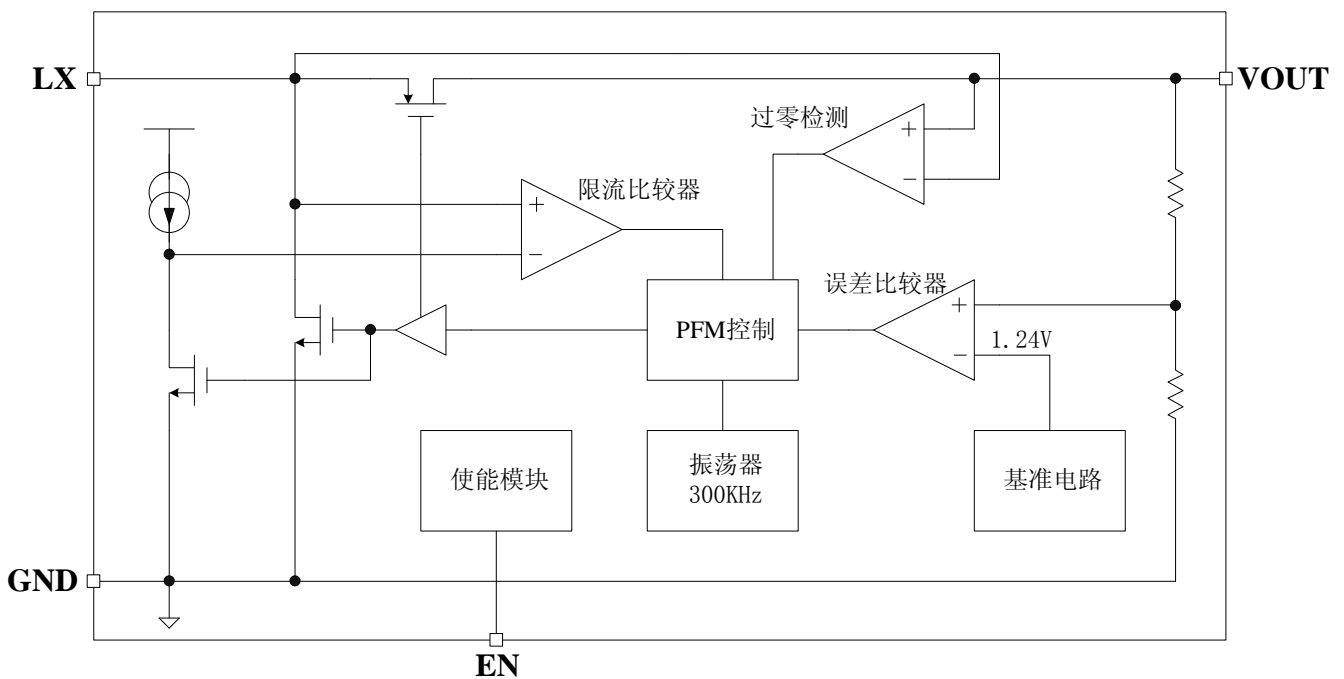 LX
VOUT
过零检测
+
−
限流比较器
+
−
误差比较器
+
−
1.24V
PFM控制
使能模块
振荡器
300KHz
基准电路
GND
EN